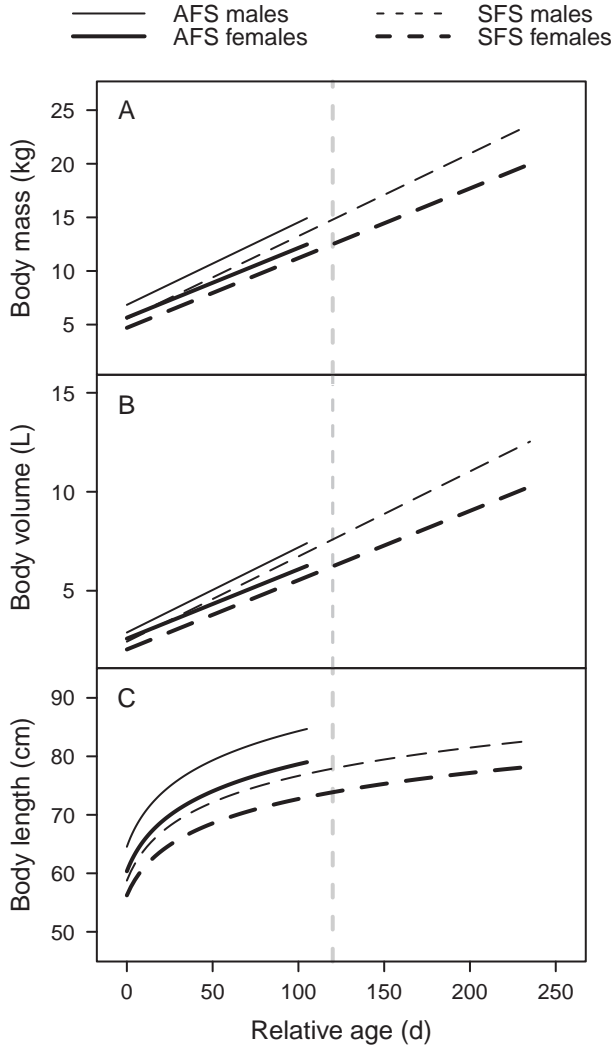 AFS males SFS males
AFS females SFS females
A
25
20
15
10
5
Body mass (kg)
B
15
10
5
Body volume (L)
C
90
80
70
60
50
Body length (cm)
0 50 100 150 200 250
Relative age (d)